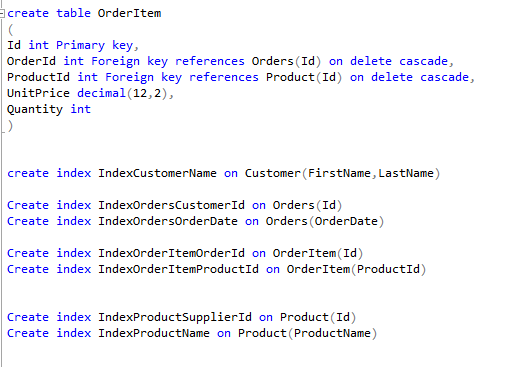 create table OrderItem
(
Id int Primary key,
OrderId int Foreign key references Orders(Id) on delete cascade,
ProductId int Foreign key references Product(Id) on delete cascade,
UnitPrice decimal(12,2),
Quantity int
)
create index IndexCustomerName on Customer(FirstName,LastName)
create index IndexOrdersCustomerId on Orders(Id)
create index IndexOrdersOrderDate on Orders(OrderDate)
create index IndexOrderItemOrderId on OrderItem(Id)
create index IndexOrderItemProductId on OrderItem(ProductId)
create index IndexProductSupplierId on Product(Id)
create index IndexProductName on Product(ProductName)